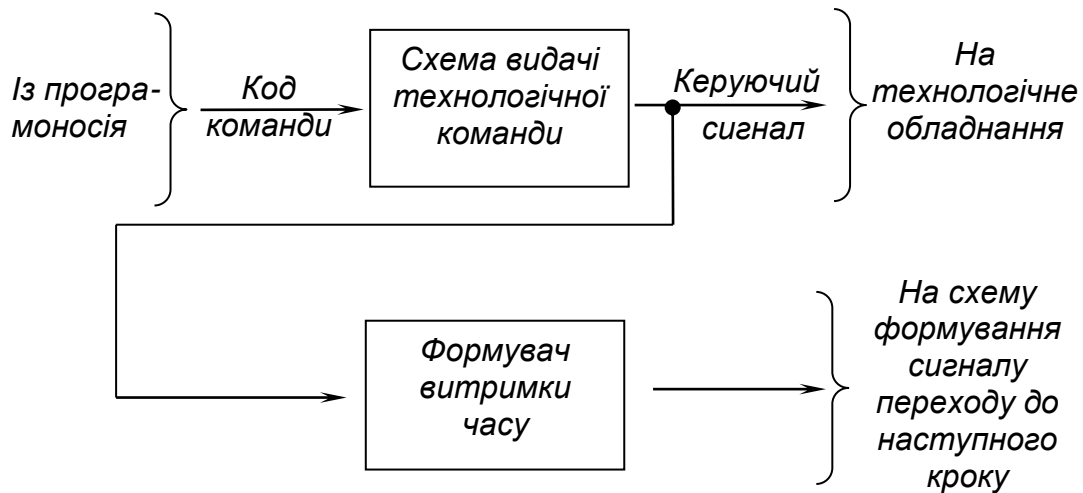 Із програ-
моносія
Код
команди
Схема видачі
технологічної
команди
Керуючий
сигнал
На
технологічне
обладнання
Формувач
витримки
часу
На схему
формування
сигналу
переходу до
наступного
кроку